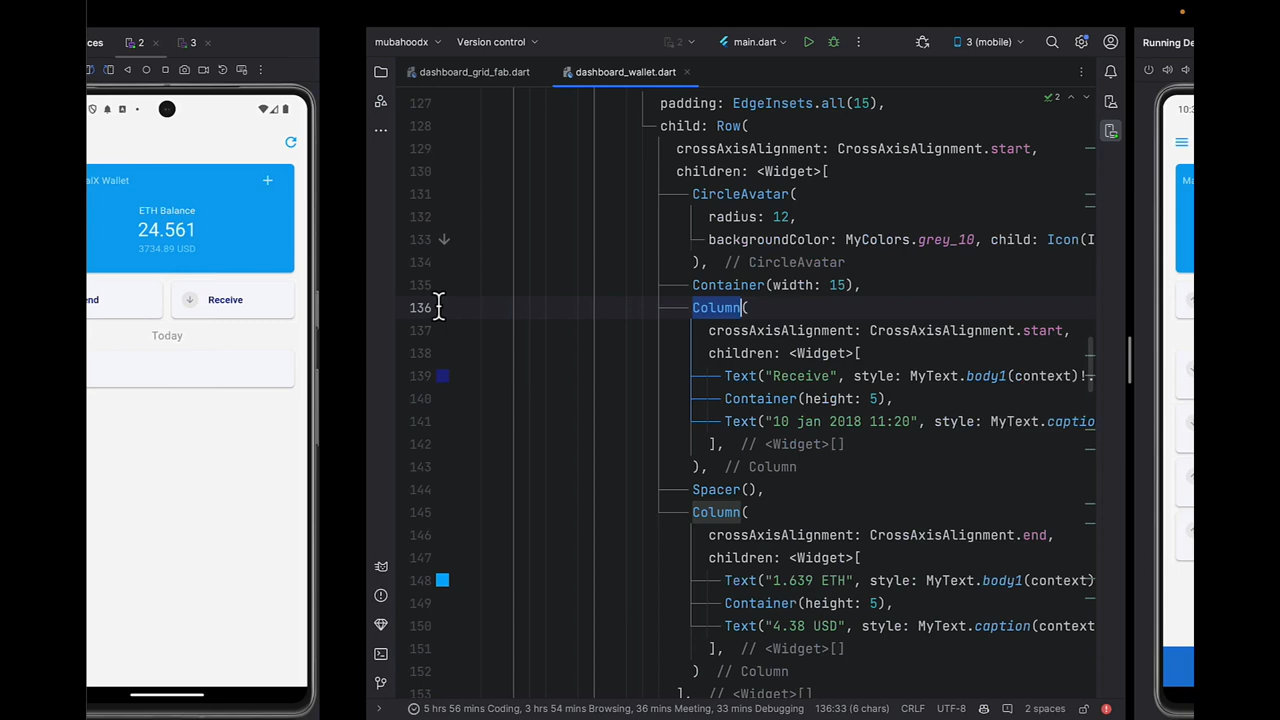 ces 2 × 3 ×
alX Wallet +
ETH Balance
24.561
3734.89 USD
end
Receive
Today
mubahoodx Version control 2 main.dart 3 (mobile)
dashboard_grid_fab.dart dashboard_wallet.dart ×
2
127 padding: EdgeInsets.all(15),
128 child: Row(
129 crossAxisAlignment: CrossAxisAlignment.start,
130 children: <Widget>[
131 CircleAvatar(
132 radius: 12,
133 backgroundColor: MyColors.grey_10, child: Icon(I
134 ), // CircleAvatar
135 Container(width: 15),
136 Column(
137 crossAxisAlignment: CrossAxisAlignment.start,
138 children: <Widget>[
139 Text("Receive", style: MyText.body1(context)!.
140 Container(height: 5),
141 Text("10 jan 2018 11:20", style: MyText.captio
142 ], // <Widget>[]
143 ), // Column
144 Spacer(),
145 Column(
146 crossAxisAlignment: CrossAxisAlignment.end,
147 children: <Widget>[
148 Text("1.639 ETH", style: MyText.body1(context)
149 Container(height: 5),
150 Text("4.38 USD", style: MyText.caption(context
151 ], // <Widget>[]
152 ) // Column
153 ], // <Widget>[]
5 hrs 56 mins Coding, 3 hrs 54 mins Browsing, 36 mins Meeting, 33 mins Debugging 136:33 (6 chars) CRLF UTF-8 2 spaces
Running De
10:3
Ma